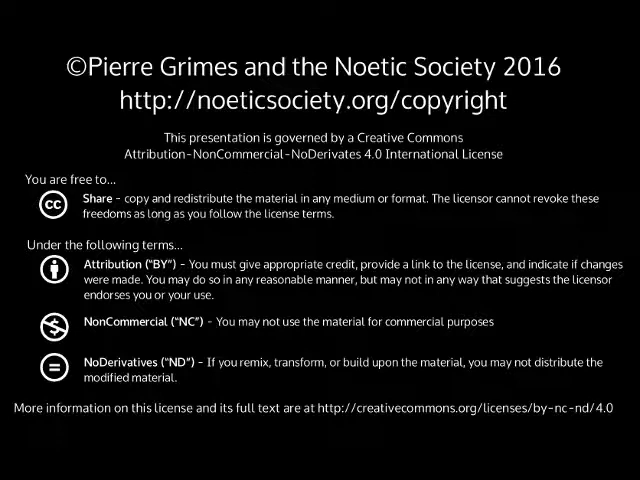 ©Pierre Grimes and the Noetic Society 2016
http://noeticsociety.org/copyright
This presentation is governed by a Creative Commons
Attribution-NonCommercial-NoDerivates 4.0 International License
You are free to...
cc
Share - copy and redistribute the material in any medium or format. The licensor cannot revoke these
freedoms as long as you follow the license terms.
Under the following terms...
Attribution ("BY") - You must give appropriate credit, provide a link to the license, and indicate if changes
were made. You may do so in any reasonable manner, but may not in any way that suggests the licensor
endorses you or your use.
NonCommercial ("NC") - You may not use the material for commercial purposes
NoDerivatives ("ND") - If you remix, transform, or build upon the material, you may not distribute the
modified material.
More information on this license and its full text are at http://creativecommons.org/licenses/by-nc-nd/4.0